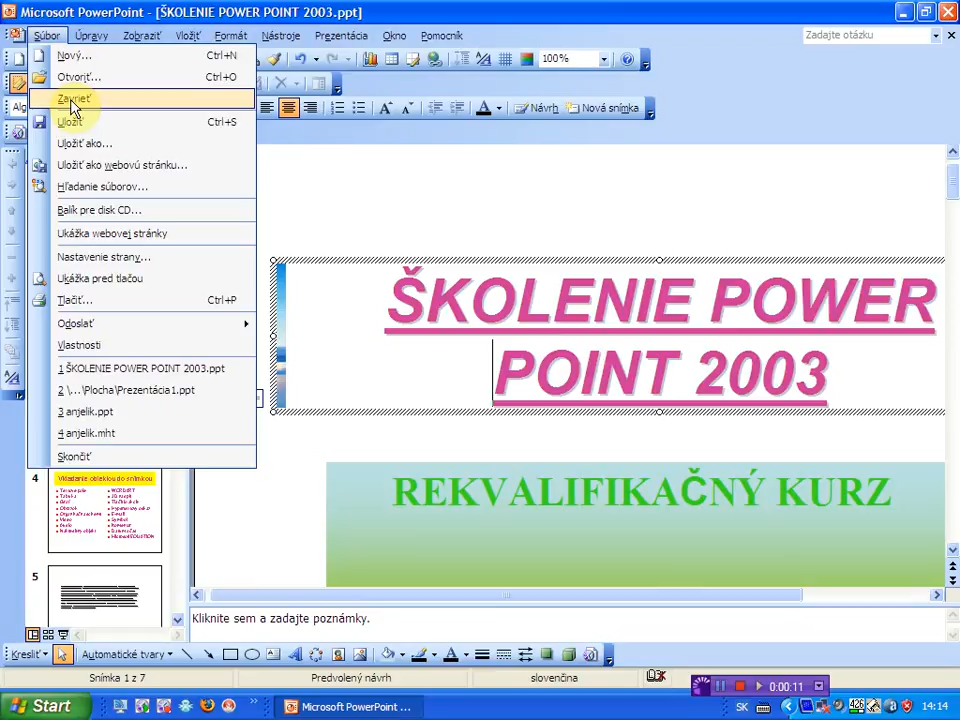 Microsoft PowerPoint - [ŠKOLENIE POWER POINT 2003.ppt]
Súbor Úpravy Zobraziť Vložiť Formát Nástroje Prezentácia Okno Pomocník
Zadajte otázku
Nový... Ctrl+N
Otvoriť... Ctrl+O
100%
Zavrieť
Návrh Nová snímka
Uložiť Ctrl+S
Uložiť ako...
Uložiť ako webovú stránku...
Hľadanie súborov...
Balík pre disk CD...
Ukážka webovej stránky
Nastavenie strany...
Ukážka pred tlačou
Tlačiť... Ctrl+P
Odoslať
Vlastnosti
1 ŠKOLENIE POWER POINT 2003.ppt
2 \...\Plocha\Prezentácia1.ppt
3 anjelik.ppt
4 anjelik.mht
Skončiť
ŠKOLENIE POWER
POINT 2003
REKVALIFIKAČNÝ KURZ
4
Vkladanie objektov do snímkov
5
Kliknite sem a zadajte poznámky.
Kresliť Automatické tvary
Snímka 1 z 7 Predvolený návrh slovenčina
0:00:11
Start
Microsoft PowerPoint ...
SK
426
14:14